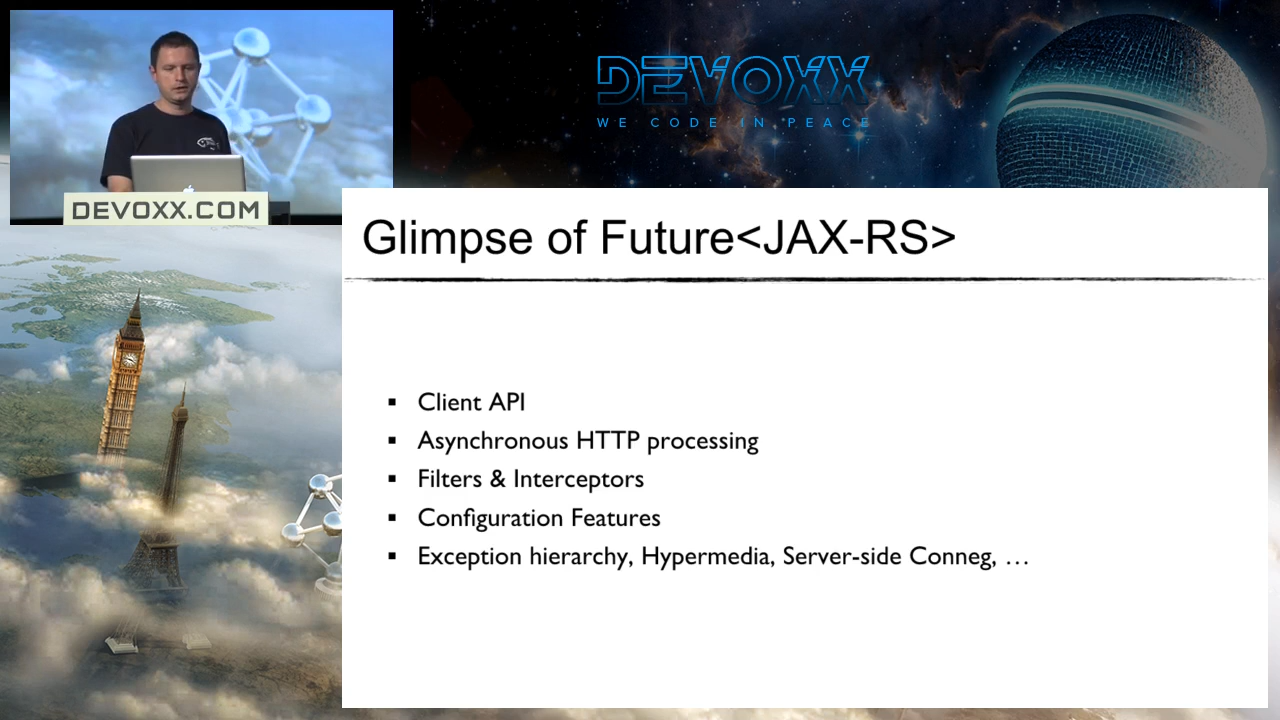 DEVOXX
WE CODE IN PEACE
DEVOXX.COM
Glimpse of Future<JAX-RS>
▪ Client API
▪ Asynchronous HTTP processing
▪ Filters & Interceptors
▪ Configuration Features
▪ Exception hierarchy, Hypermedia, Server-side Conneg, …